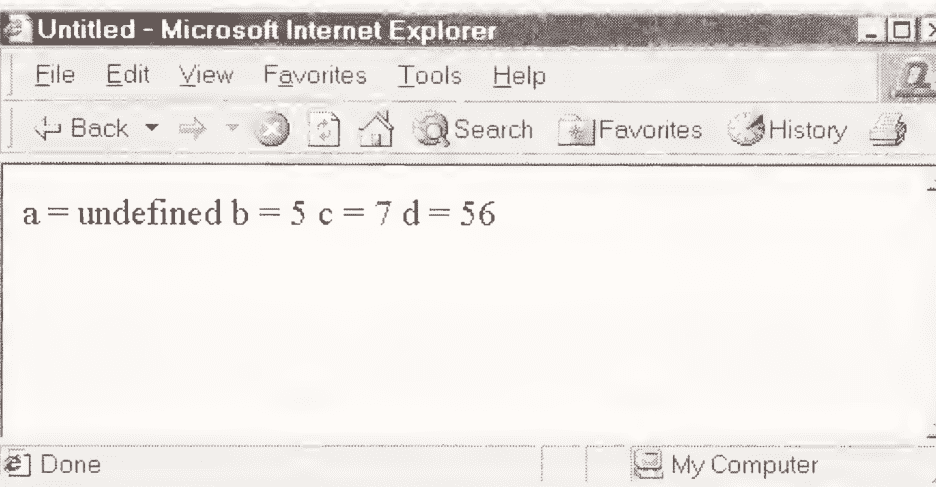 Untitled - Microsoft Internet Explorer
File Edit View Favorites Tools Help
Back Search Favorites History
a = undefined b = 5 c = 7 d = 56
Done My Computer